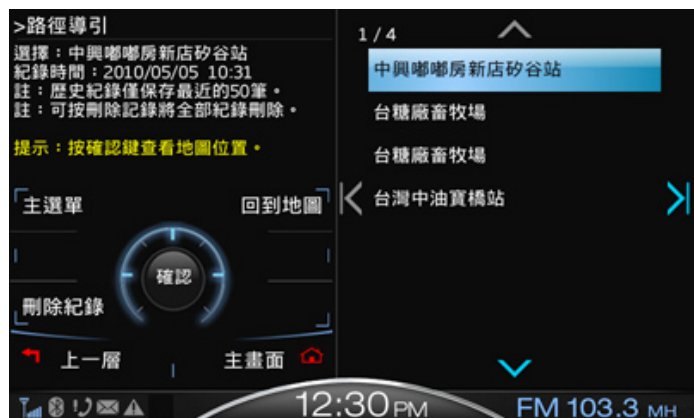 >路徑導引
選擇：中興嘟嘟房新店矽谷站
紀錄時間：2010/05/05 10:31
註：歷史紀錄僅保存最近的50筆。
註：可按刪除記錄將全部紀錄刪除。
提示：按確認鍵查看地圖位置。
主選單
回到地圖
確認
刪除紀錄
上一層
主畫面
1/4
中興嘟嘟房新店矽谷站
台糖廠畜牧場
台糖廠畜牧場
台灣中油寶橋站
12:30 PM
FM 103.3 MH